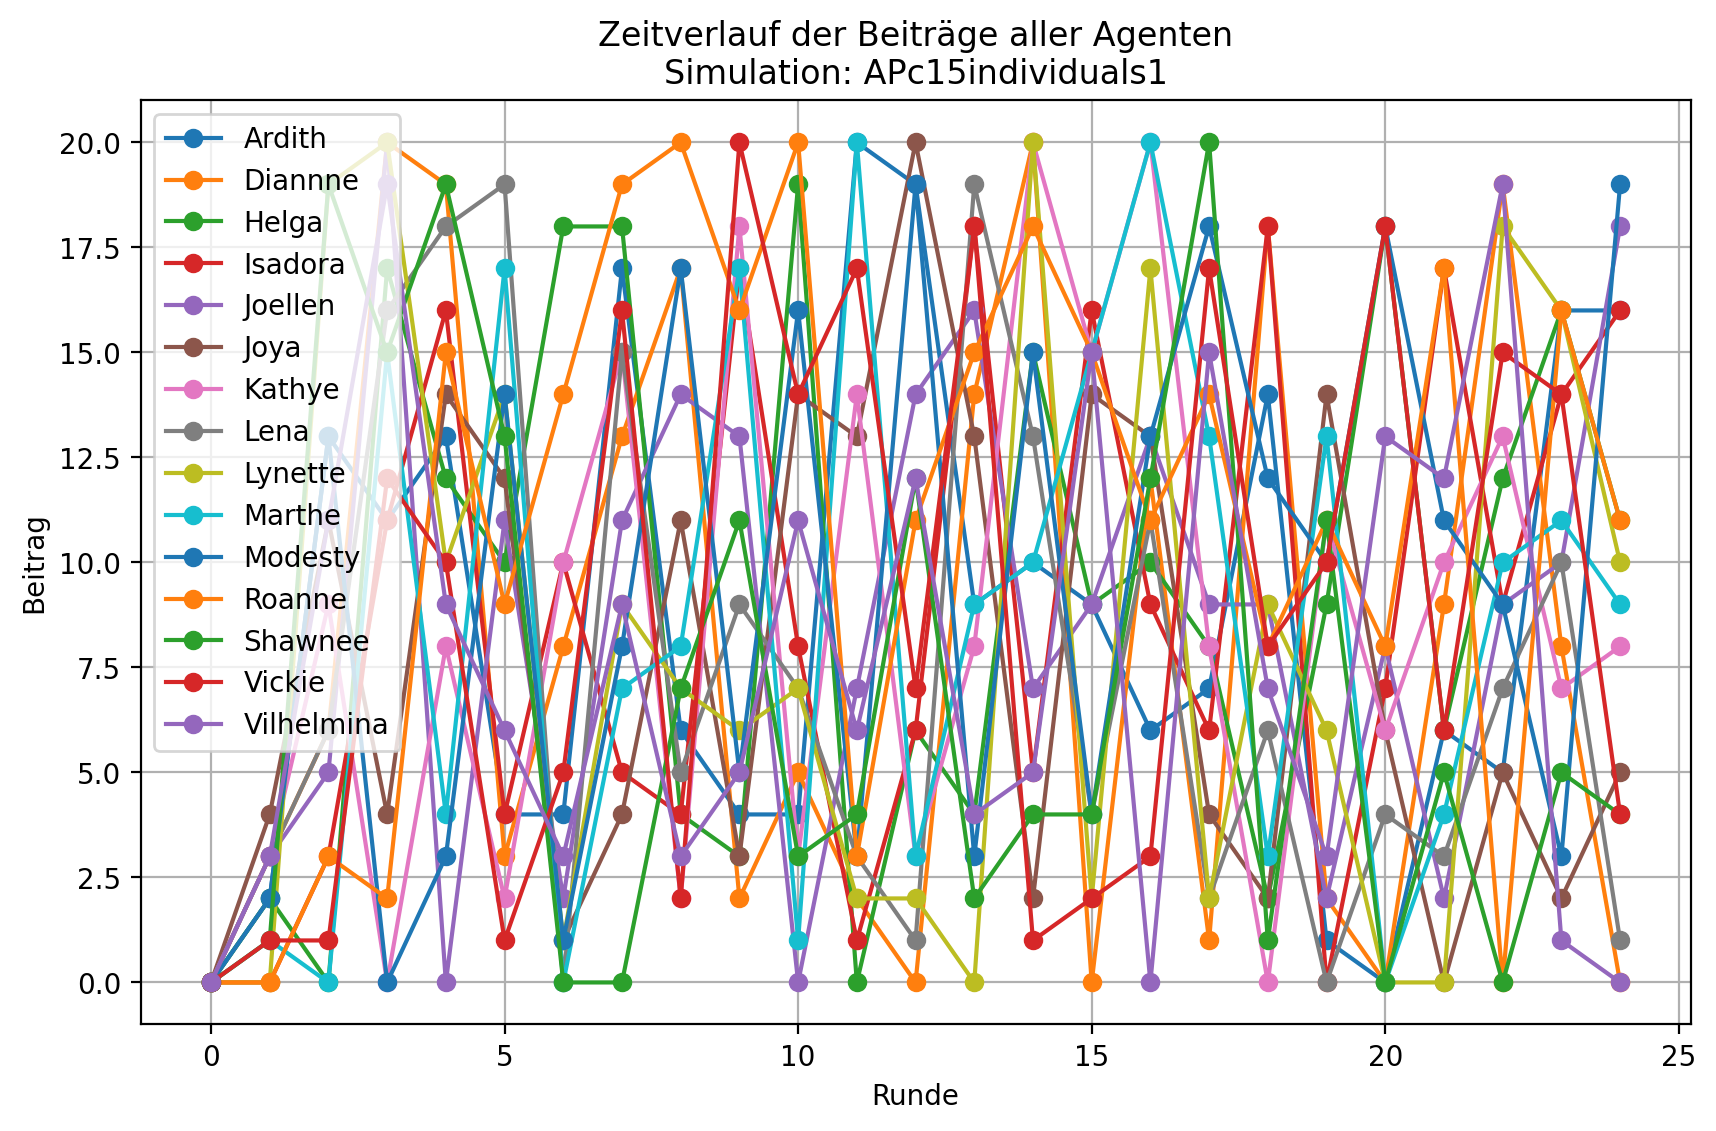 Zeitverlauf der Beiträge aller Agenten
Simulation: APc15individuals1
Beitrag
20.0
17.5
15.0
12.5
10.0
7.5
5.0
2.5
0.0
Ardith
Diannne
Helga
Isadora
Joellen
Joya
Kathye
Lena
Lynette
Marthe
Modesty
Roanne
Shawnee
Vickie
Vilhelmina
0
5
10
15
20
25
Runde